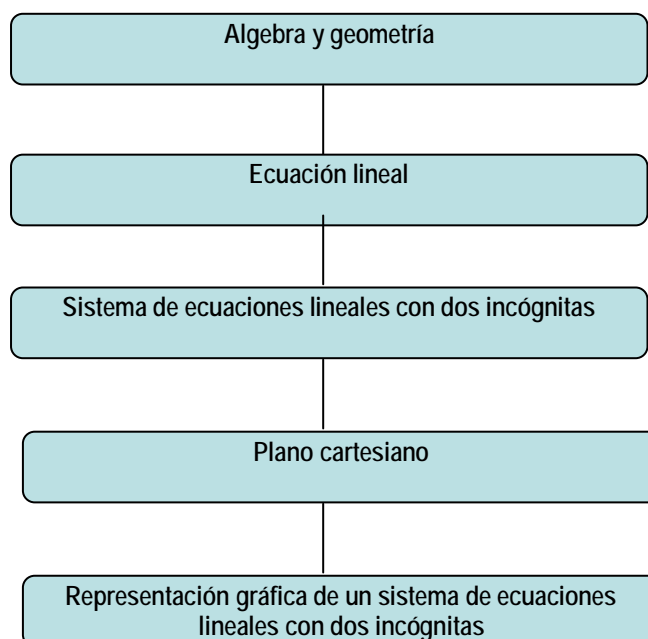 Algebra y geometría
Ecuación lineal
Sistema de ecuaciones lineales con dos incógnitas
Plano cartesiano
Representación gráfica de un sistema de ecuaciones
lineales con dos incógnitas